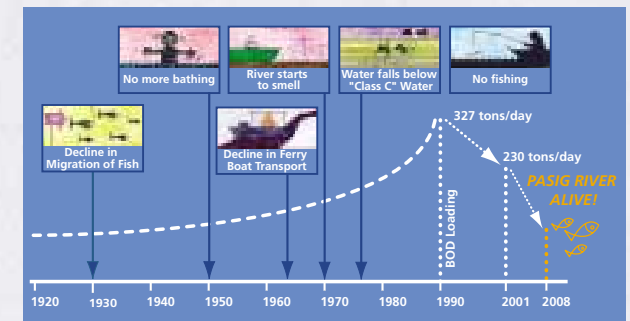 No more bathing
River starts
to smell
Water falls below
"Class C" Water
No fishing
Decline in
Migration of Fish
Decline in Ferry
Boat Transport
327 tons/day
230 tons/day
PASIG RIVER
ALIVE!
BOD Loading
1920
1930
1940
1950
1960
1970
1980
1990
2001
2008